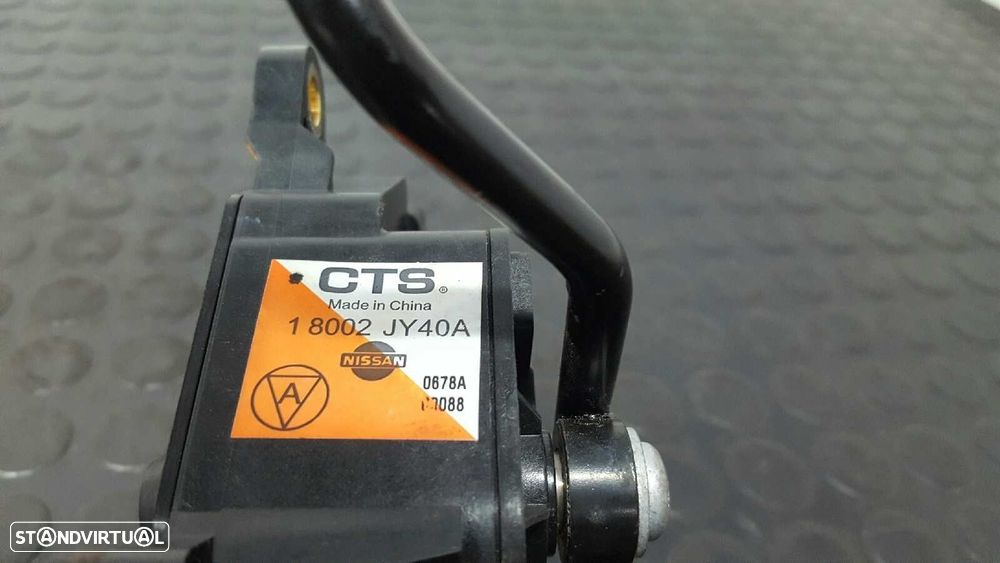 CTS®
Made in China
1 8002 JY40A
NISSAN
0678A
A
STANDVIRTUAL